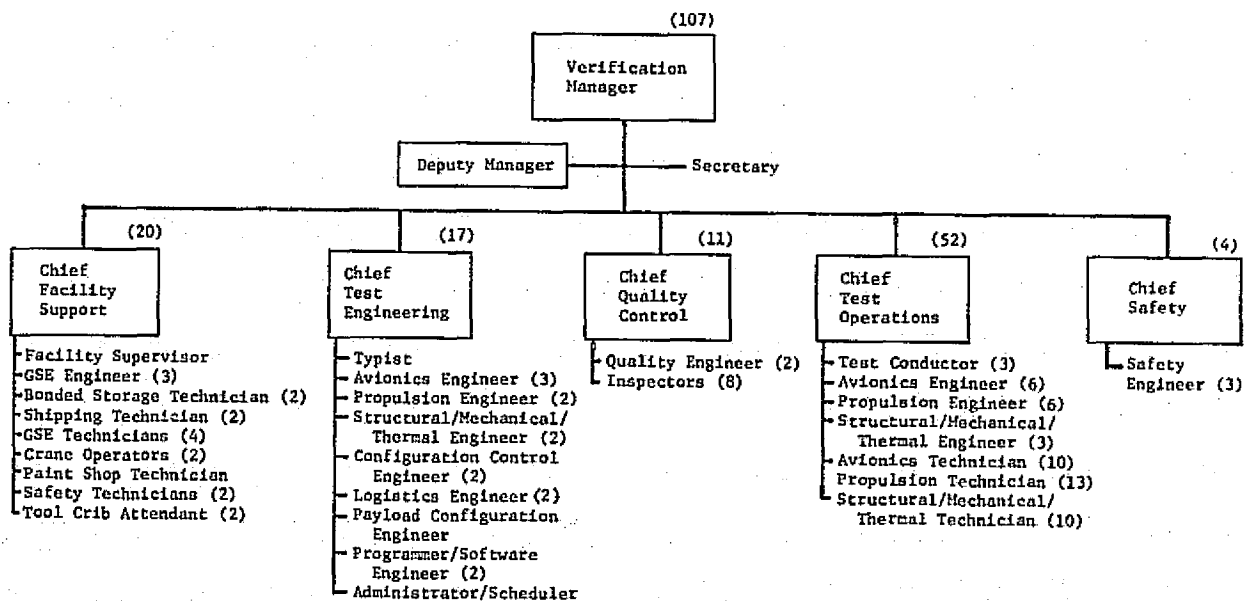 (107)
Verification
Manager
Deputy Manager
Secretary
(20)
Chief
Facility
Support
Facility Supervisor
GSE Engineer (3)
Bonded Storage Technician (2)
Shipping Technician (2)
GSE Technicians (4)
Crane Operators (2)
Paint Shop Technician
Safety Technicians (2)
Tool Crib Attendant (2)
(17)
Chief
Test
Engineering
Typist
Avionics Engineer (3)
Propulsion Engineer (2)
Structural/Mechanical/
Thermal Engineer (2)
Configuration Control
Engineer (2)
Logistics Engineer (2)
Payload Configuration
Engineer
Programmer/Software
Engineer (2)
Administrator/Scheduler
(11)
Chief
Quality
Control
Quality Engineer (2)
Inspectors (8)
(52)
Chief
Test
Operations
Test Conductor (3)
Avionics Engineer (6)
Propulsion Engineer (6)
Structural/Mechanical/
Thermal Engineer (3)
Avionics Technician (10)
Propulsion Technician (13)
Structural/Mechanical/
Thermal Technician (10)
(4)
Chief
Safety
Safety
Engineer (3)